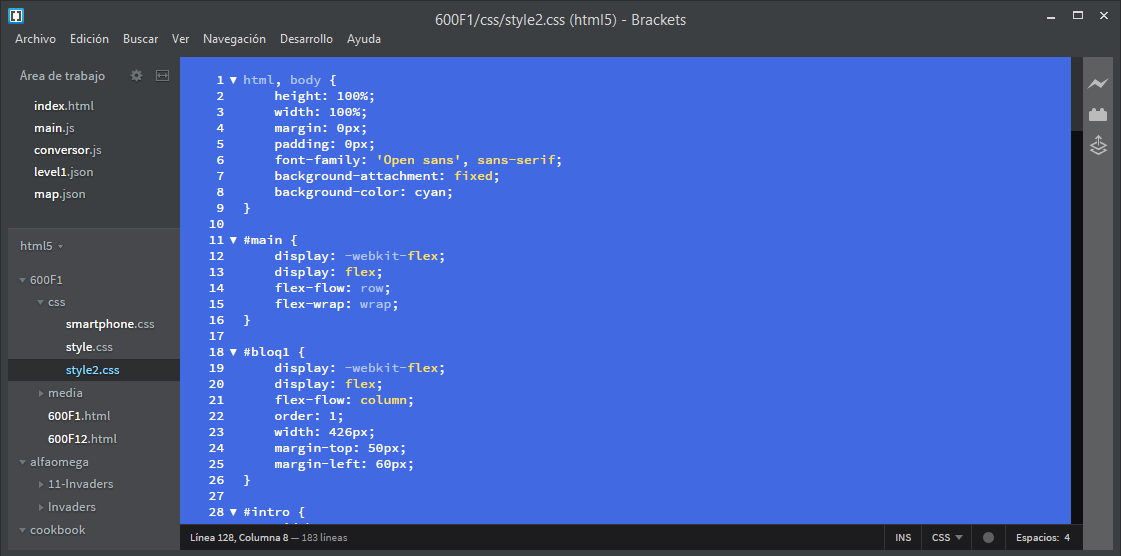 600F1/css/style2.css (html5) - Brackets
Archivo Edición Buscar Ver Navegación Desarrollo Ayuda
Área de trabajo
index.html
main.js
conversor.js
level1.json
map.json
html5
600F1
css
smartphone.css
style.css
style2.css
media
600F1.html
600F12.html
alfaomega
11-Invaders
Invaders
cookbook
1 html, body {
2 height: 100%;
3 width: 100%;
4 margin: 0px;
5 padding: 0px;
6 font-family: 'Open sans', sans-serif;
7 background-attachment: fixed;
8 background-color: cyan;
9 }
10
11 #main {
12 display: -webkit-flex;
13 display: flex;
14 flex-flow: row;
15 flex-wrap: wrap;
16 }
17
18 #bloq1 {
19 display: -webkit-flex;
20 display: flex;
21 flex-flow: column;
22 order: 1;
23 width: 426px;
24 margin-top: 50px;
25 margin-left: 60px;
26 }
27
28 #intro {
Línea 128, Columna 8 — 183 líneas INS CSS Espacios: 4